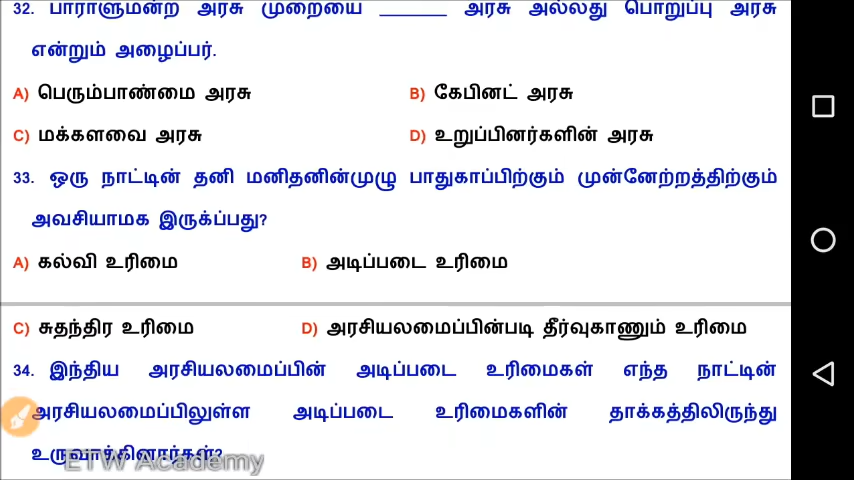 32. பாராளுமன்ற அரசு முறையை ________ அரசு அல்லது பொறுப்பு அரசு
என்றும் அழைப்பர்.
A) பெரும்பாண்மை அரசு B) கேபினட் அரசு
C) மக்களவை அரசு D) உறுப்பினர்களின் அரசு
33. ஒரு நாட்டின் தனி மனிதனின்முழு பாதுகாப்பிற்கும் முன்னேற்றத்திற்கும்
அவசியாமக இருக்ப்பது?
A) கல்வி உரிமை B) அடிப்படை உரிமை
C) சுதந்திர உரிமை D) அரசியலமைப்பின்படி தீர்வுகாணும் உரிமை
34. இந்திய அரசியலமைப்பின் அடிப்படை உரிமைகள் எந்த நாட்டின்
அரசியலமைப்பிலுள்ள அடிப்படை உரிமைகளின் தாக்கத்திலிருந்து
உருவாக்கினார்கள்?
ETW Academy